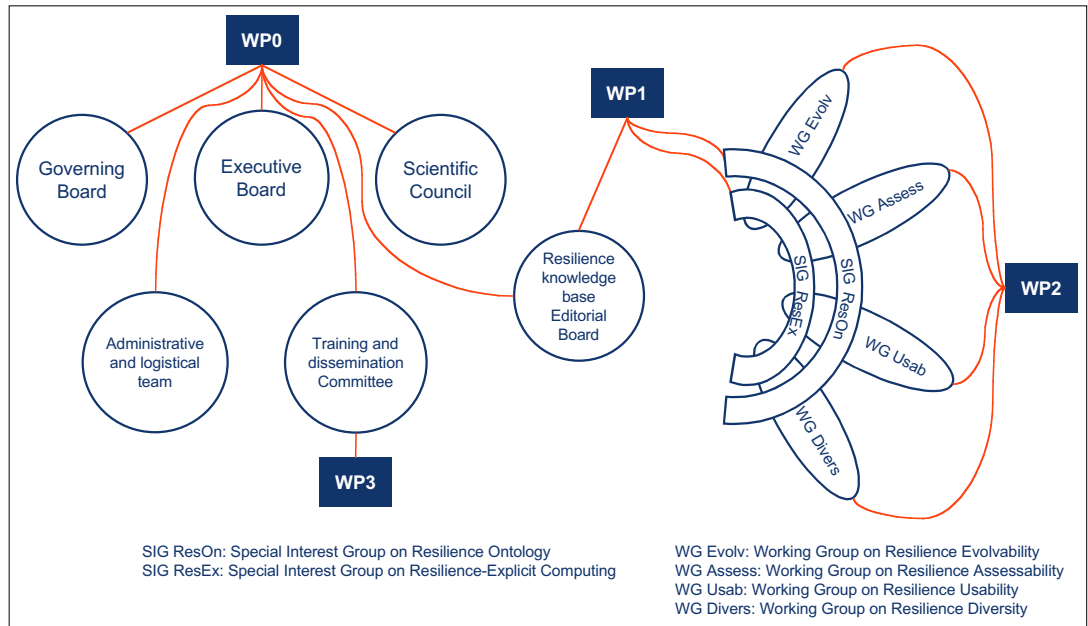 WP0
WP1
WG Evolv
Governing
Board
Executive
Board
Scientific
Council
WG Assess
Resilience
knowledge
base
Editorial
Board
SIG ResEx
SIG ResOn
WP2
Administrative
and logistical
team
Training and
dissemination
Committee
WG Usab
WG Divers
WP3
SIG ResOn: Special Interest Group on Resilience Ontology
SIG ResEx: Special Interest Group on Resilience-Explicit Computing
WG Evolv: Working Group on Resilience Evolvability
WG Assess: Working Group on Resilience Assessability
WG Usab: Working Group on Resilience Usability
WG Divers: Working Group on Resilience Diversity